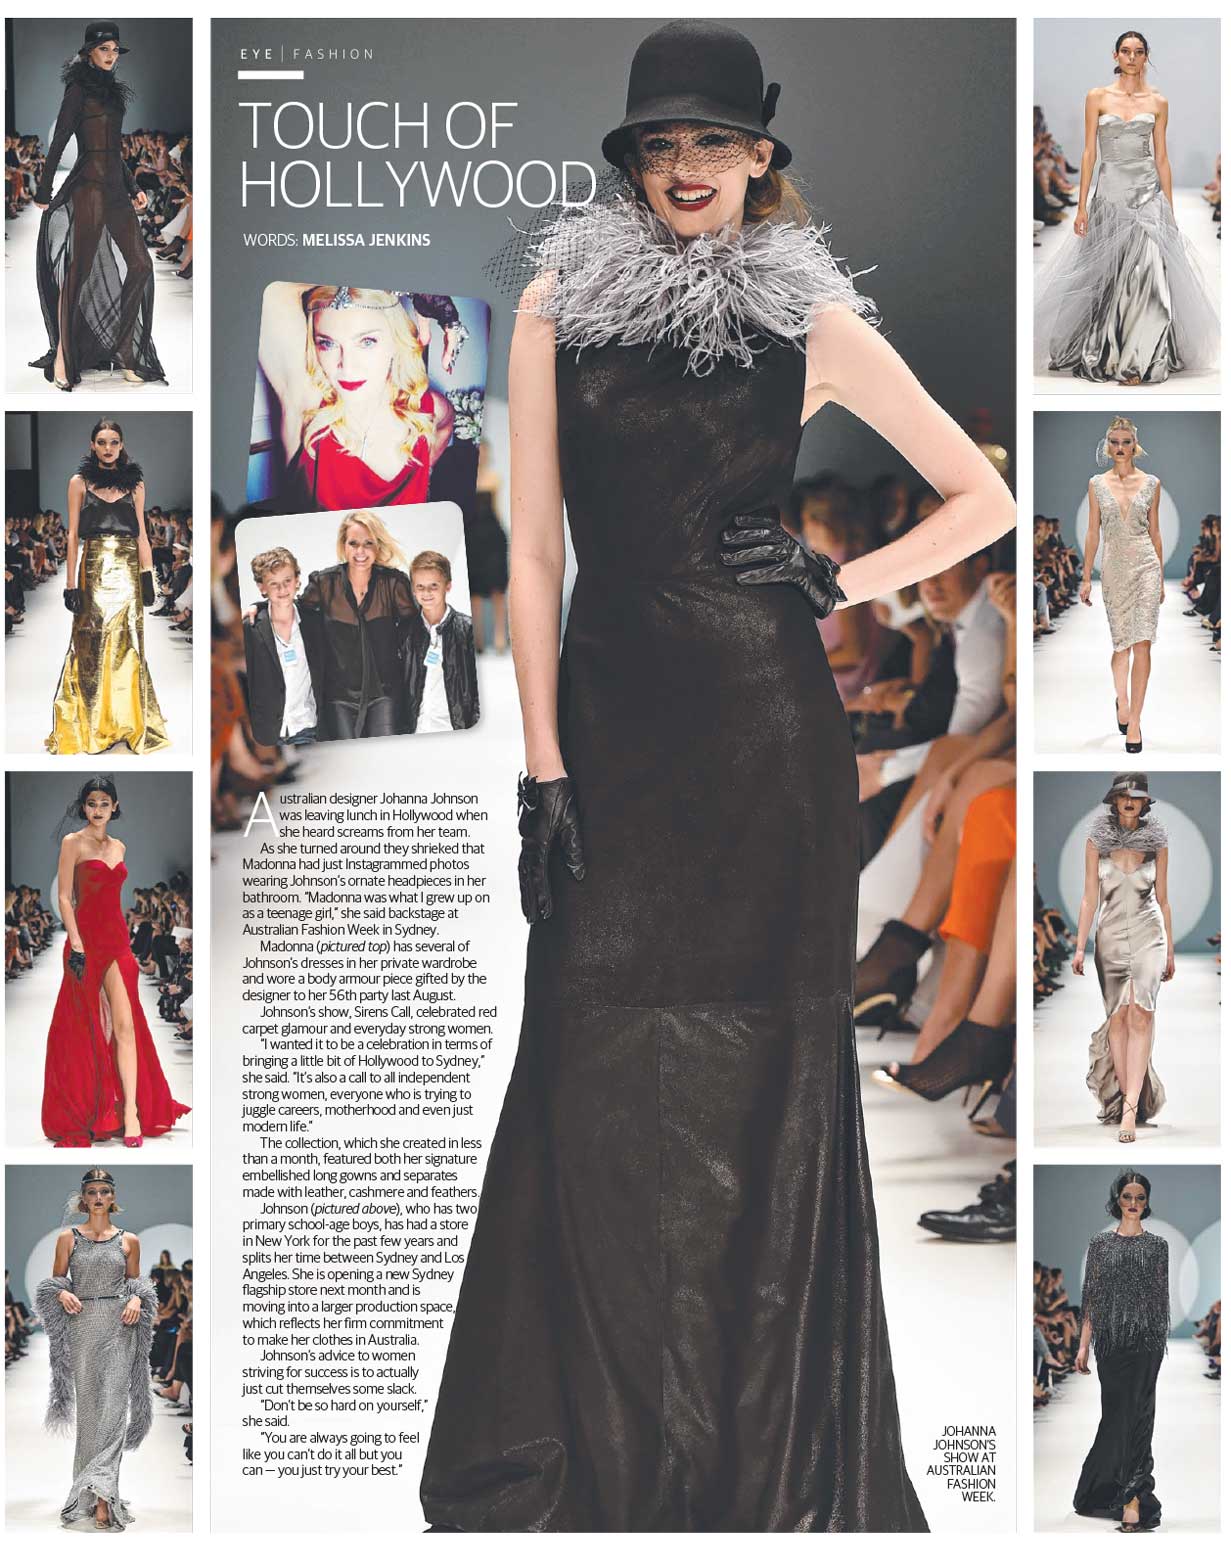 EYE | FASHION
TOUCH OF
HOLLYWOOD
WORDS: MELISSA JENKINS
Australian designer Johanna Johnson
was leaving lunch in Hollywood when
she heard screams from her team.
As she turned around they shrieked that
Madonna had just Instagrammed photos
wearing Johnson's ornate headpieces in her
bathroom. "Madonna was what I grew up on
as a teenage girl," she said backstage at
Australian Fashion Week in Sydney.
Madonna (pictured top) has several of
Johnson's dresses in her private wardrobe
and wore a body armour piece gifted by the
designer to her 56th party last August.
Johnson's show, Sirens Call, celebrated red
carpet glamour and everyday strong women.
"I wanted it to be a celebration in terms of
bringing a little bit of Hollywood to Sydney,"
she said. "It's also a call to all independent
strong women, everyone who is trying to
juggle careers, motherhood and even just
modern life."
The collection, which she created in less
than a month, featured both her signature
embellished long gowns and separates
made with leather, cashmere and feathers.
Johnson (pictured above), who has two
primary school-age boys, has had a store
in New York for the past few years and
splits her time between Sydney and Los
Angeles. She is opening a new Sydney
flagship store next month and is
moving into a larger production space,
which reflects her firm commitment
to make her clothes in Australia.
Johnson's advice to women
striving for success is to actually
just cut themselves some slack.
"Don't be so hard on yourself,"
she said.
"You are always going to feel
like you can't do it all but you
can — you just try your best."
JOHANNA
JOHNSON'S
SHOW AT
AUSTRALIAN
FASHION
WEEK.